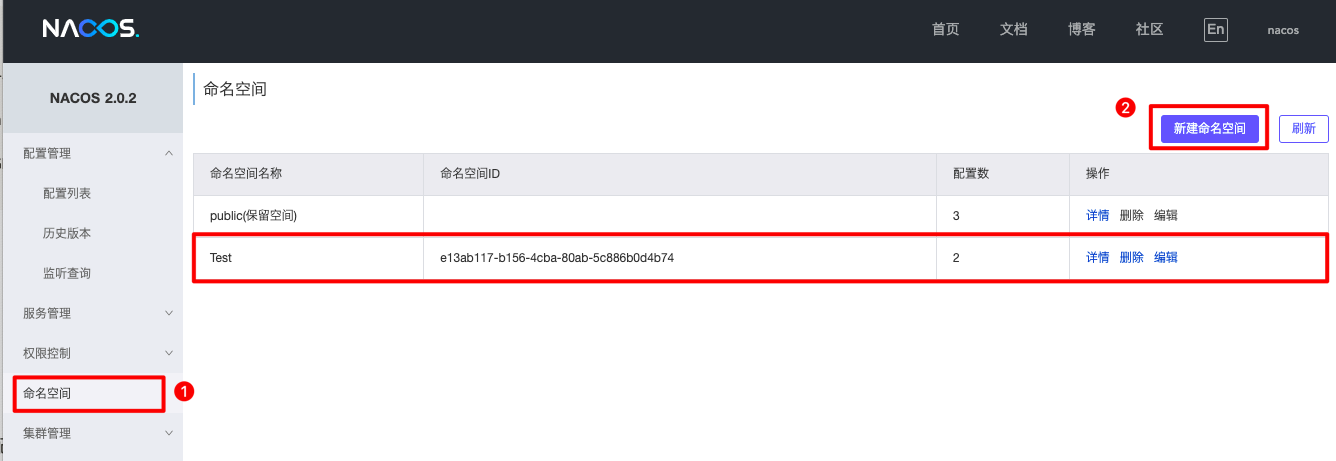 NACOS.
首页 文档 博客 社区 En nacos
NACOS 2.0.2
配置管理
配置列表
历史版本
监听查询
服务管理
权限控制
命名空间
1
集群管理
命名空间
2
新建命名空间 刷新
命名空间名称 命名空间ID 配置数 操作
public(保留空间) 3 详情 删除 编辑
Test e13ab117-b156-4cba-80ab-5c886b0d4b74 2 详情 删除 编辑